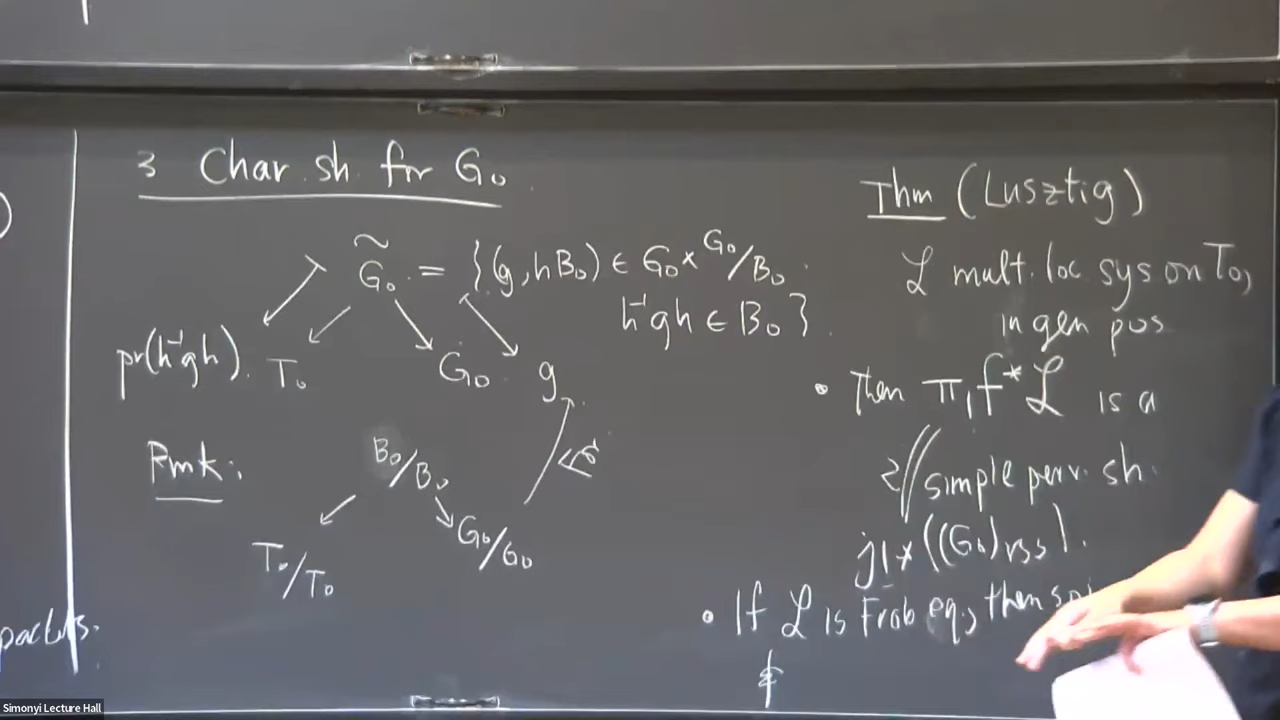 3 Char. sh. for G₀
G̃₀ = {(g, hB₀) ∈ G₀ × G₀/B₀.
h⁻¹gh ∈ B₀}.
pr(h⁻¹gh). T₀ G₀ g
Rmk:
B₀/B₀
T₀/T₀ G₀/G₀
Thm (Lusztig)
ℒ mult. loc sys on T₀,
in gen pos
• Then π!f*ℒ is a
simple perv. sh.
j!*((G₀)rss).
• If ℒ is Frob eq, then so
packets.
Simonyi Lecture Hall